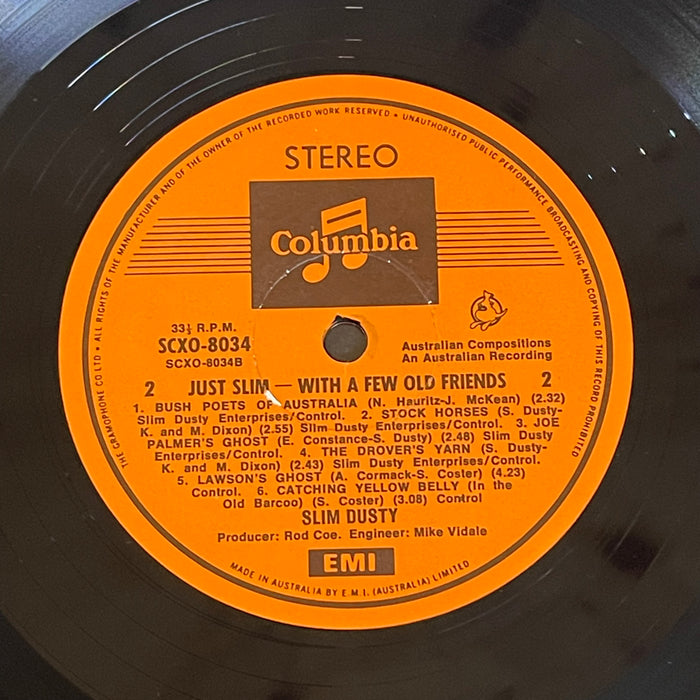 THE GRAMOPHONE CO LTD • ALL RIGHTS OF THE MANUFACTURER AND OF THE OWNER OF THE RECORDED WORK RESERVED • UNAUTHORISED PUBLIC PERFORMANCE BROADCASTING AND COPYING OF THIS RECORD PROHIBITED
STEREO
Columbia
33⅓ R.P.M.
SCXO-8034
SCXO-8034B
Australian Compositions
An Australian Recording
2 JUST SLIM — WITH A FEW OLD FRIENDS 2
1. BUSH POETS OF AUSTRALIA (N. Hauritz-J. McKean) (2.32)
Slim Dusty Enterprises/Control. 2. STOCK HORSES (S. Dusty-
K. and M. Dixon) (2.55) Slim Dusty Enterprises/Control. 3. JOE
PALMER'S GHOST (E. Constance-S. Dusty) (2.48) Slim Dusty
Enterprises/Control. 4. THE DROVER'S YARN (S. Dusty-
K. and M. Dixon) (2.43) Slim Dusty Enterprises/Control.
5. LAWSON'S GHOST (A. Cormack-S. Coster) (4.23)
Control. 6. CATCHING YELLOW BELLY (In the
Old Barcoo) (S. Coster) (3.08) Control
SLIM DUSTY
Producer: Rod Coe. Engineer: Mike Vidale
EMI
MADE IN AUSTRALIA BY E.M.I. (AUSTRALIA) LIMITED